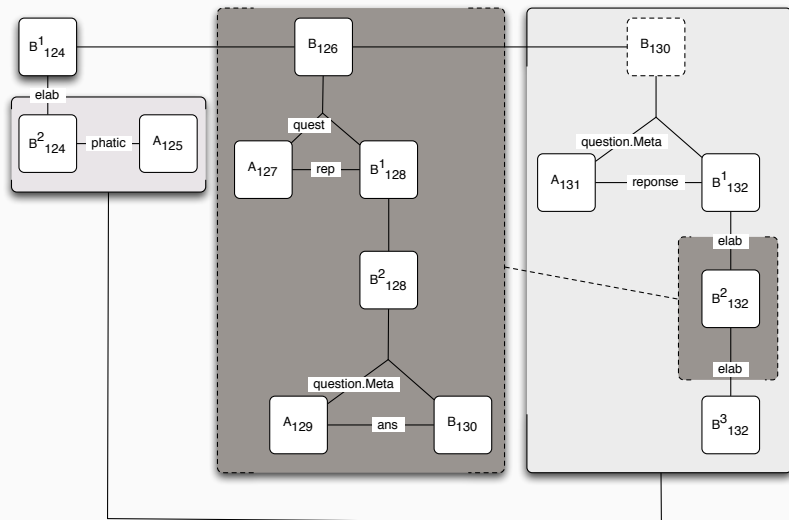 B¹124
B126
B130
elab
B²124
phatic
A125
quest
question.Meta
A127
rep
B¹128
A131
reponse
B¹132
elab
B²128
B²132
question.Meta
elab
A129
ans
B130
B³132